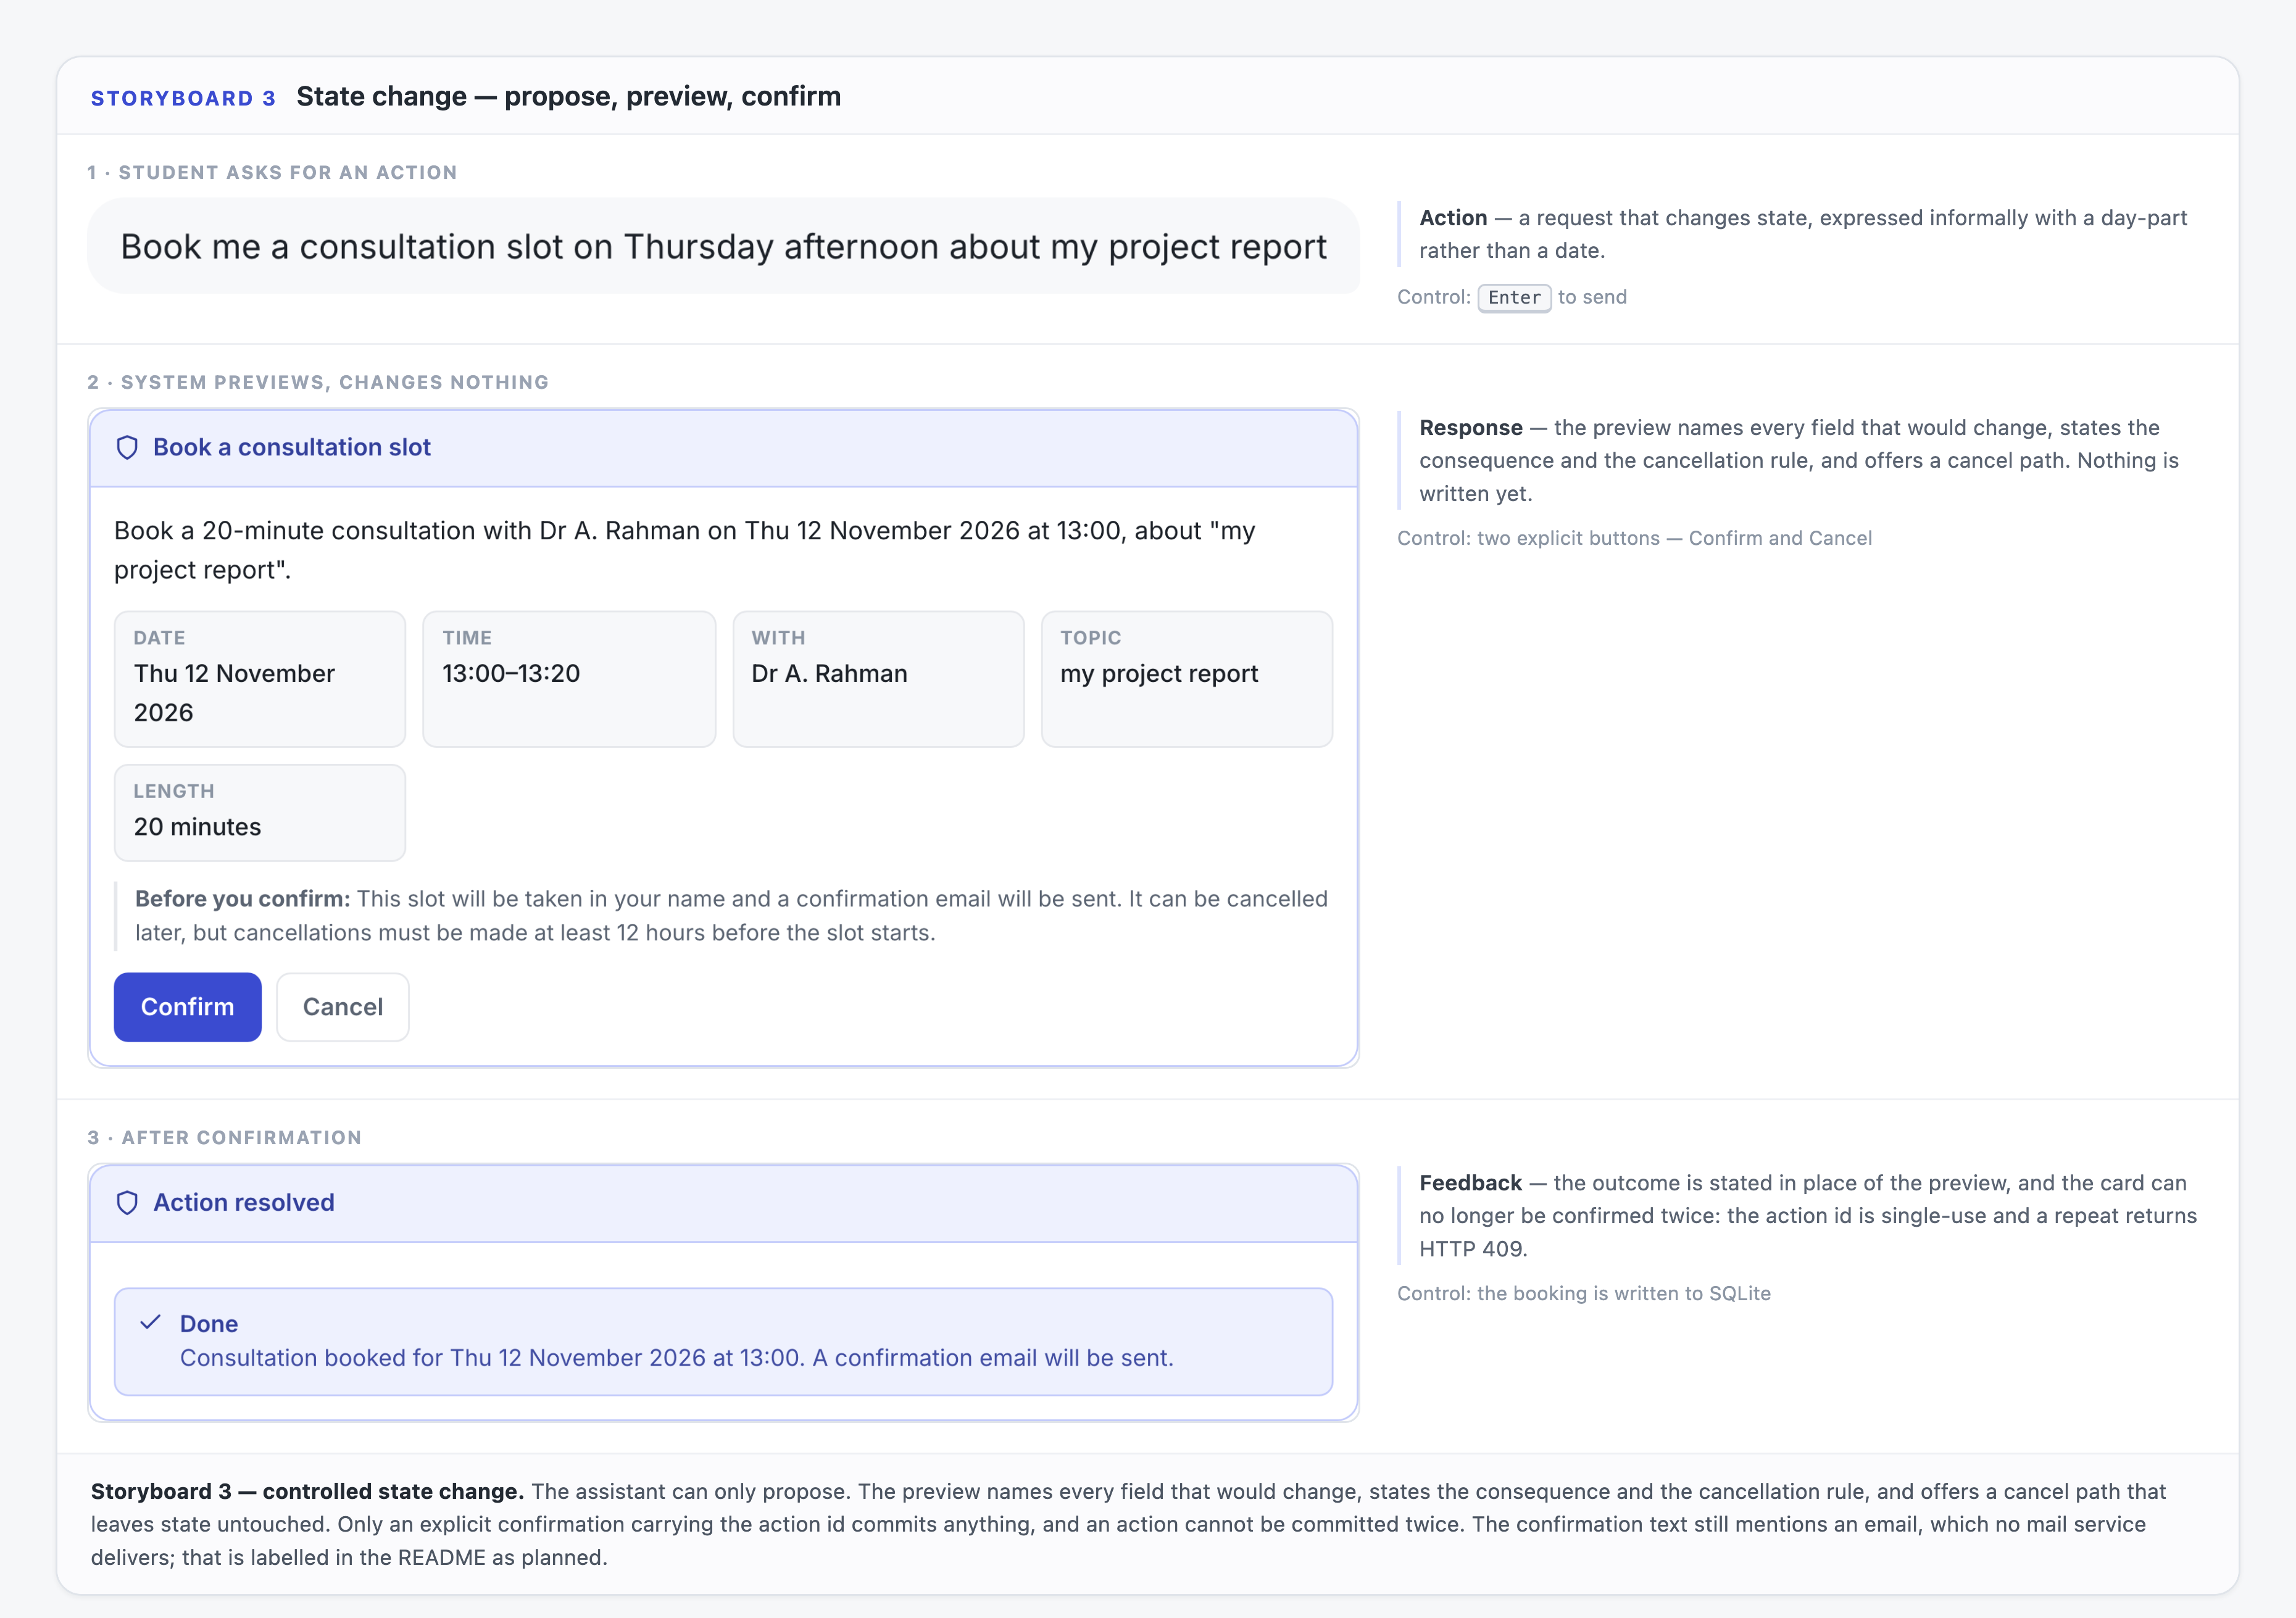 STORYBOARD 3 State change — propose, preview, confirm
1 · STUDENT ASKS FOR AN ACTION
Book me a consultation slot on Thursday afternoon about my project report
Action — a request that changes state, expressed informally with a day-part
rather than a date.
Control: Enter to send
2 · SYSTEM PREVIEWS, CHANGES NOTHING
Book a consultation slot
Book a 20-minute consultation with Dr A. Rahman on Thu 12 November 2026 at 13:00, about "my
project report".
DATE
Thu 12 November
2026
TIME
13:00–13:20
WITH
Dr A. Rahman
TOPIC
my project report
LENGTH
20 minutes
Before you confirm: This slot will be taken in your name and a confirmation email will be sent. It can be cancelled
later, but cancellations must be made at least 12 hours before the slot starts.
Confirm
Cancel
Response — the preview names every field that would change, states the
consequence and the cancellation rule, and offers a cancel path. Nothing is
written yet.
Control: two explicit buttons — Confirm and Cancel
3 · AFTER CONFIRMATION
Action resolved
Done
Consultation booked for Thu 12 November 2026 at 13:00. A confirmation email will be sent.
Feedback — the outcome is stated in place of the preview, and the card can
no longer be confirmed twice: the action id is single-use and a repeat returns
HTTP 409.
Control: the booking is written to SQLite
Storyboard 3 — controlled state change. The assistant can only propose. The preview names every field that would change, states the consequence and the cancellation rule, and offers a cancel path that
leaves state untouched. Only an explicit confirmation carrying the action id commits anything, and an action cannot be committed twice. The confirmation text still mentions an email, which no mail service
delivers; that is labelled in the README as planned.